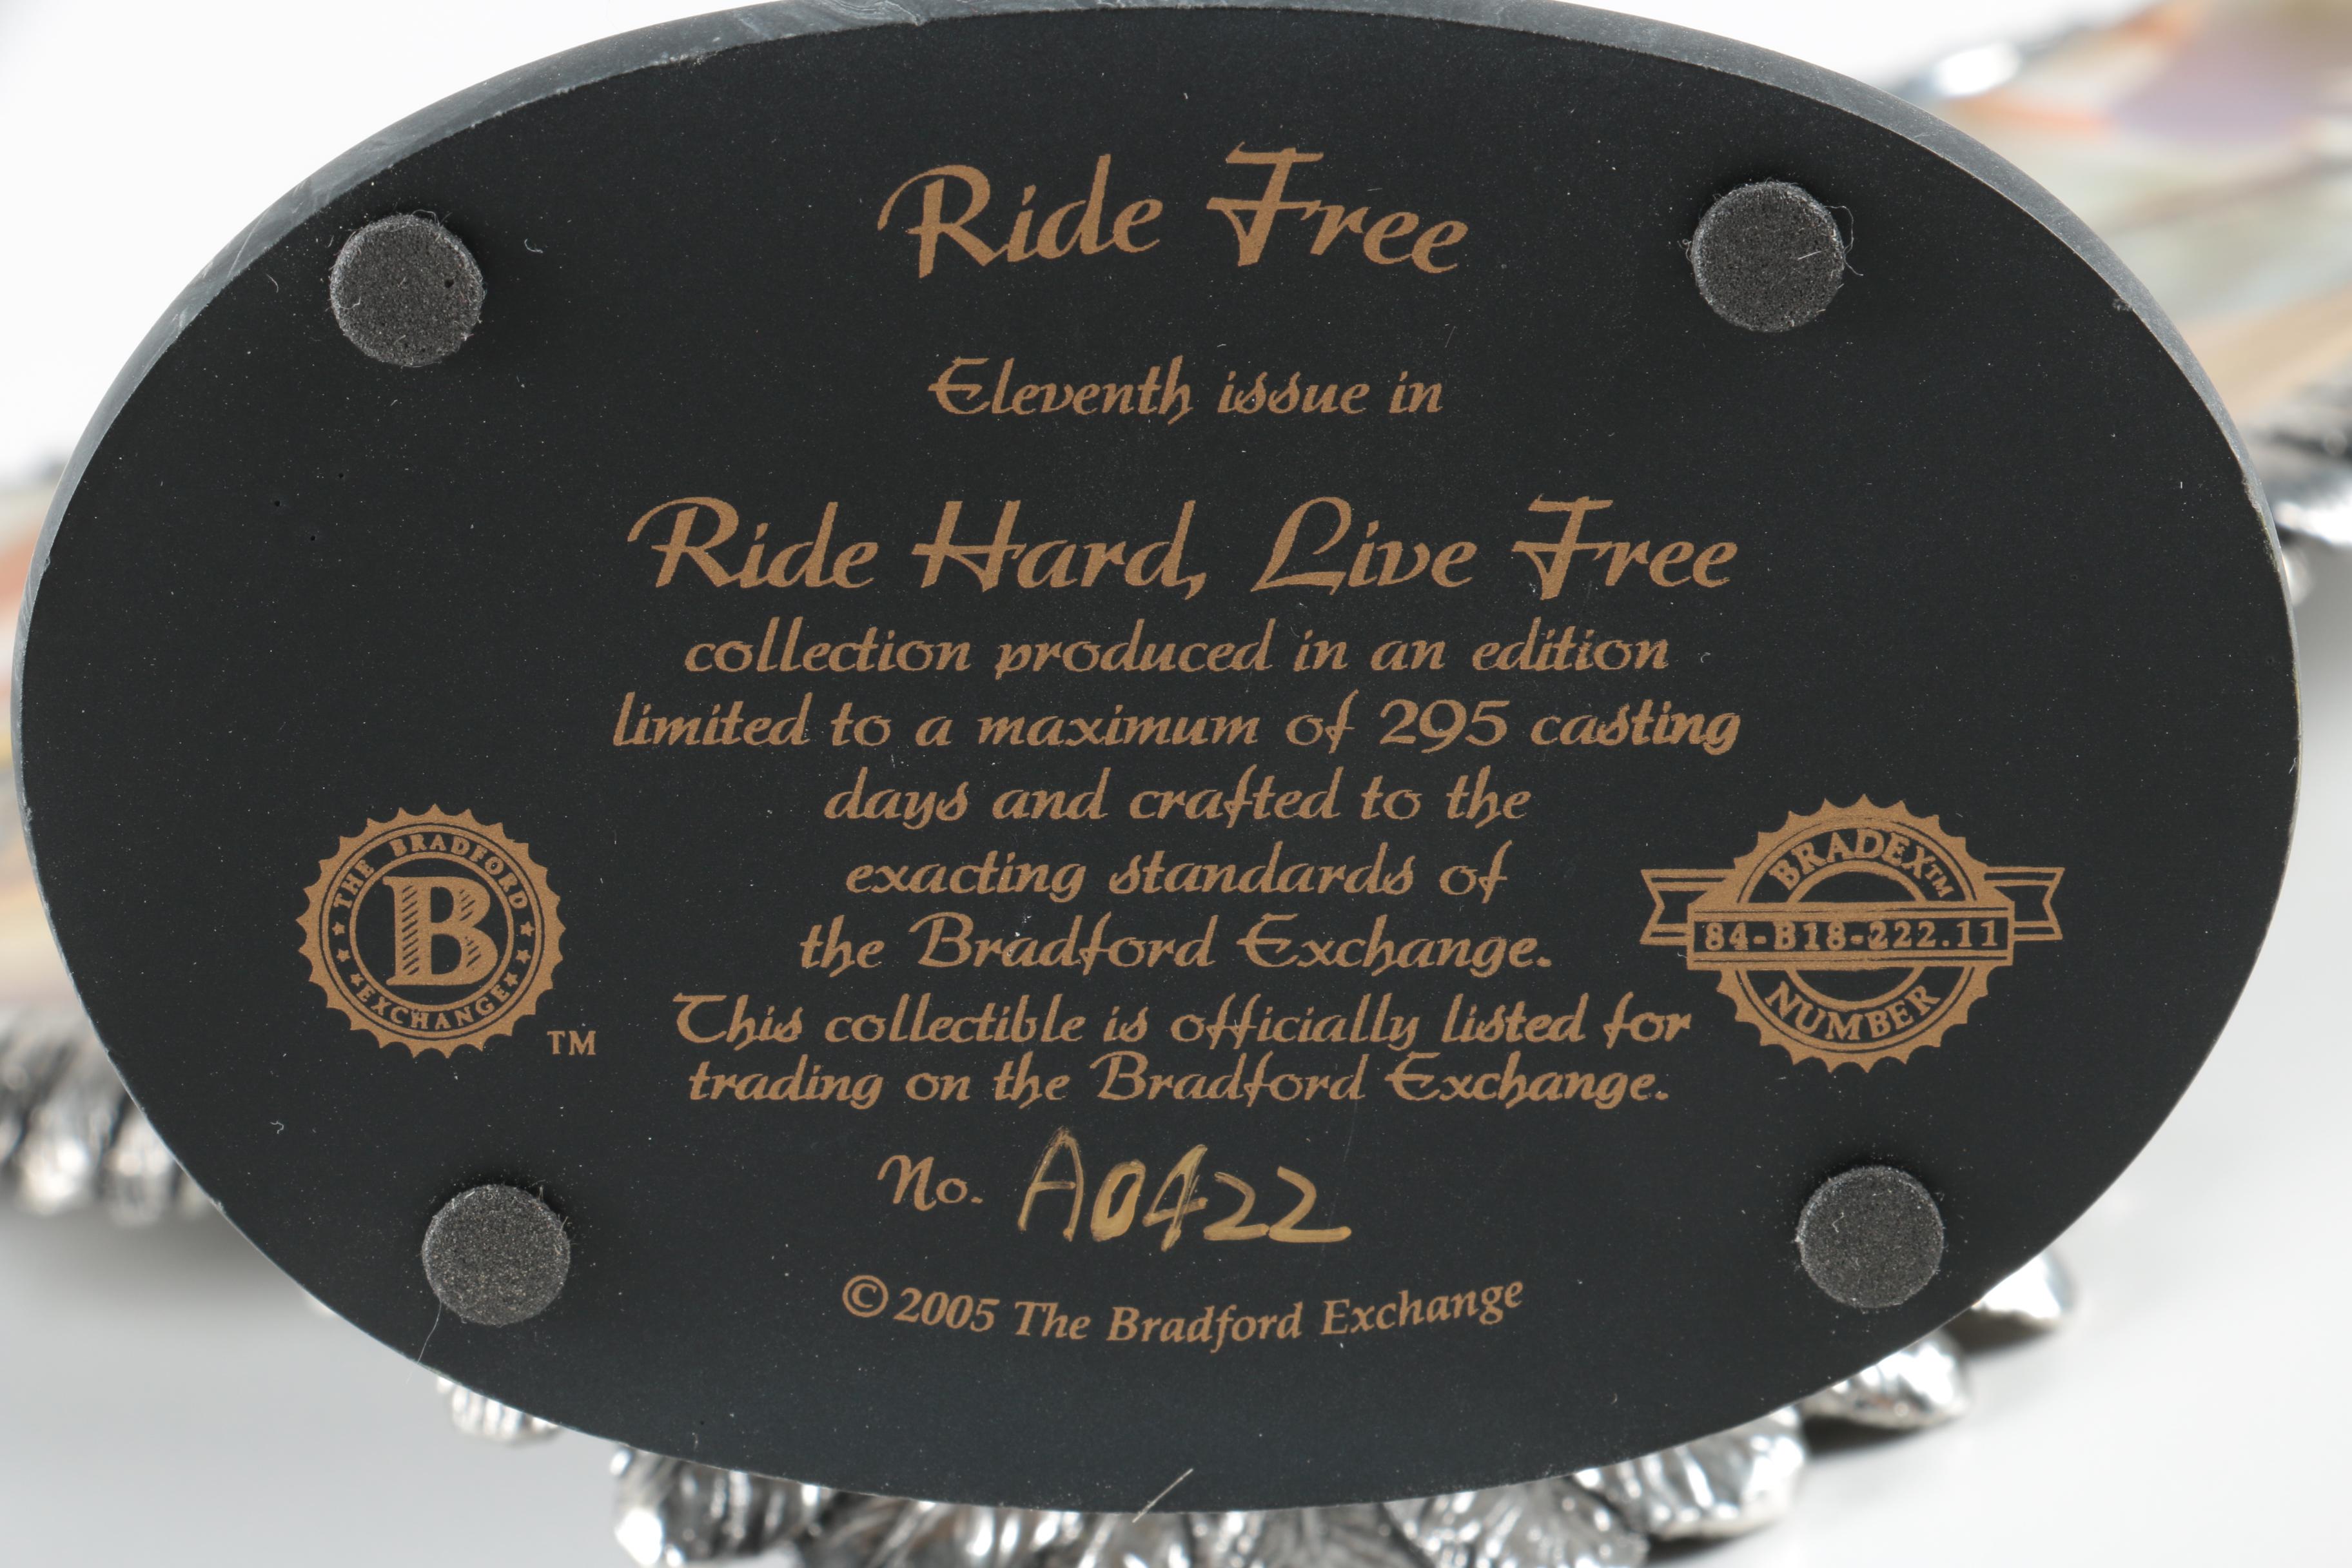 Ride Free
Eleventh issue in
Ride Hard, Live Free
collection produced in an edition
limited to a maximum of 295 casting
days and crafted to the
exacting standards of
the Bradford Exchange.
This collectible is officially listed for
trading on the Bradford Exchange.
THE BRADFORD
B
EXCHANGE
TM
BRADEX™
84-B18-222.11
NUMBER
No. A0422
© 2005 The Bradford Exchange